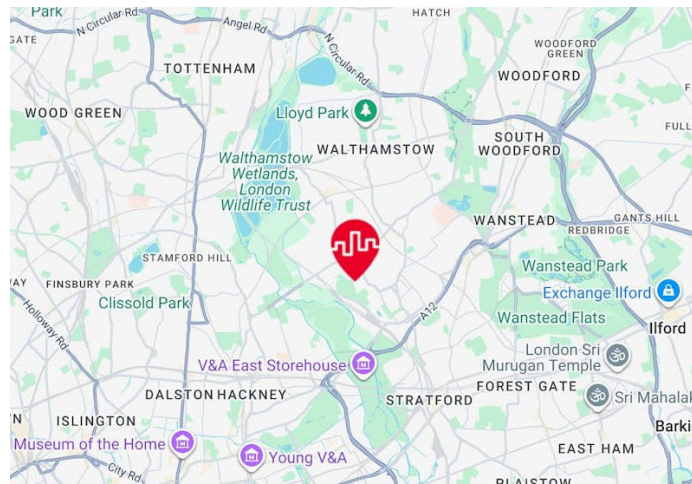 Park
HATCH
N Circular Rd
Angel Rd
N Circular Rd
GATE
WOODFORD
GREEN
TOTTENHAM
WOODFORD
WOOD GREEN
Lloyd Park
FULL
SOUTH
WOODFORD
WALTHAMSTOW
Walthamstow
Wetlands,
London
Wildlife Trust
WANSTEAD
GANTS HILL
REDBRIDGE
STAMFORD HILL
Wanstead Park
FINSBURY PARK
WAY
Clissold Park
Exchange Ilford
Holloway Rd
A12
Wanstead Flats
Ilford
London Sri
Murugan Temple
V&A East Storehouse
DALSTON
HACKNEY
STRATFORD
FOREST GATE
Sri Mahalak
ISLINGTON
N
Barki
Museum of the Home
Young V&A
EAST HAM
City Rd
PLAISTOW